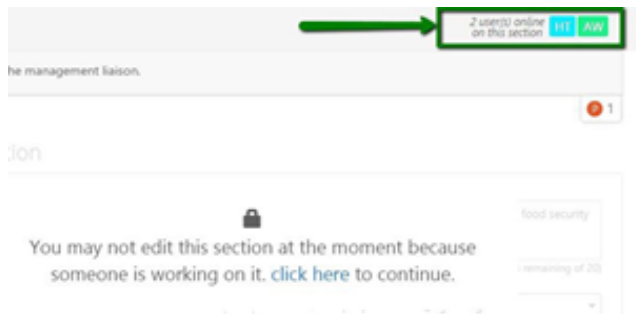 2 user(s) online
on this section HT AW
he management liaison.
P 1
tion
food security
You may not edit this section at the moment because
remaining of 20)
someone is working on it. click here to continue.